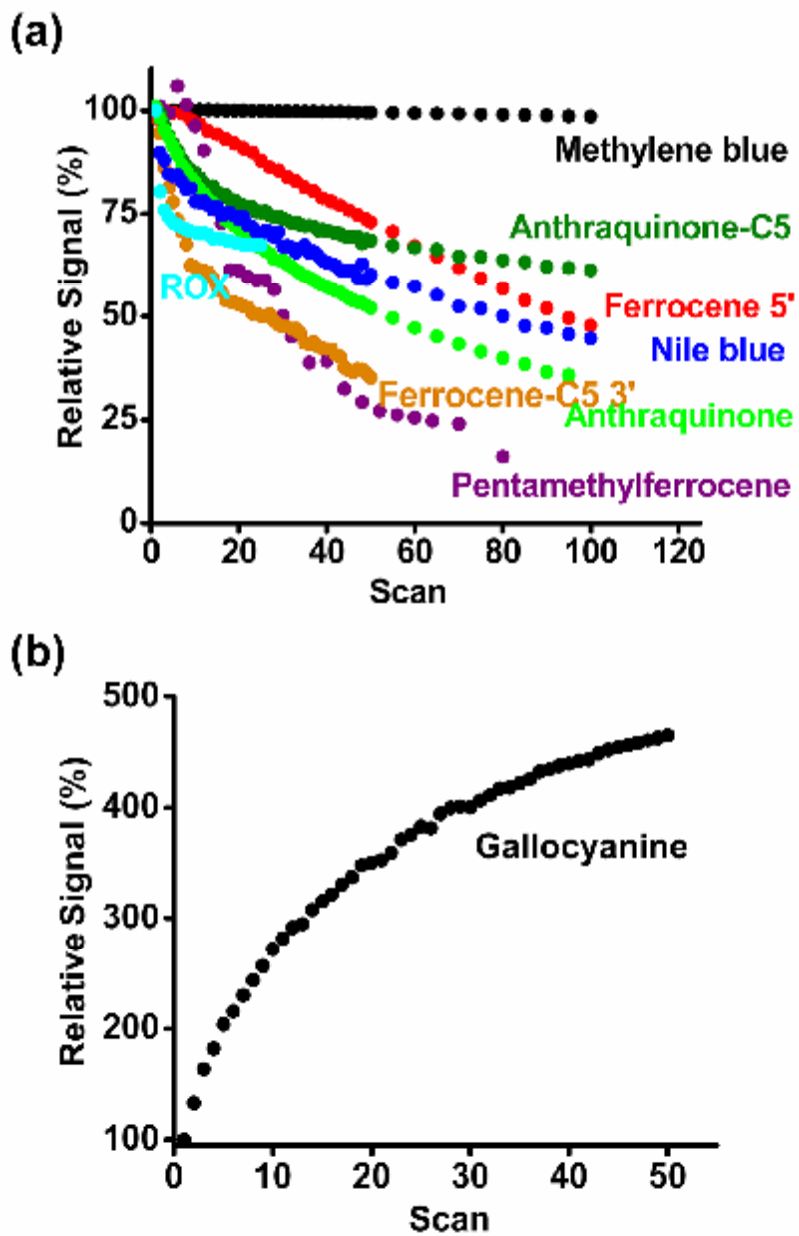 (a)
Relative Signal (%)
100
75
50
25
0
Methylene blue
Anthraquinone-C5
ROX
Ferrocene 5'
Nile blue
Ferrocene-C5 3'
Anthraquinone
Pentamethylferrocene
0 20 40 60 80 100 120
Scan
(b)
Relative Signal (%)
500
400
300
200
100
Gallocyanine
0 10 20 30 40 50
Scan